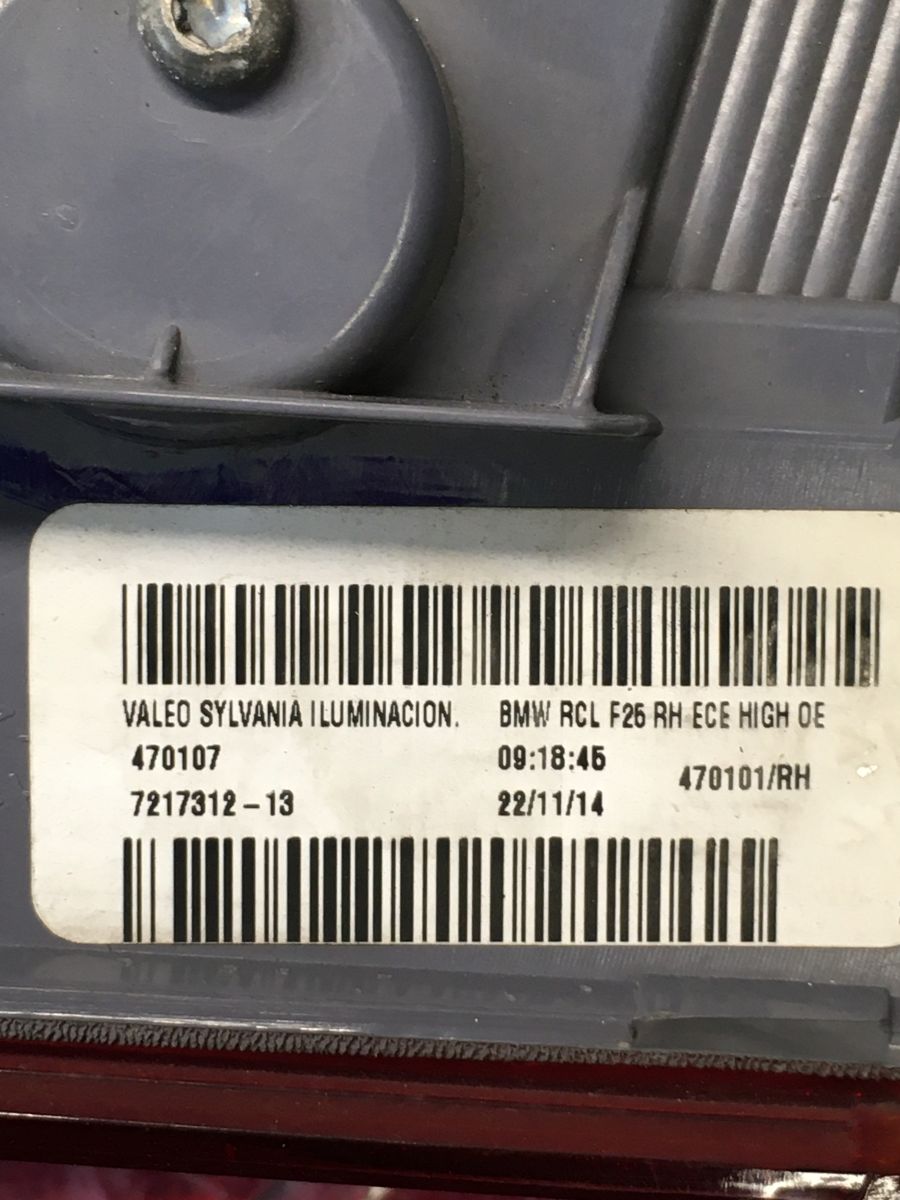 VALEO SYLVANIA ILUMINACION. BMW RCL F25 RH ECE HIGH OE
470107 09:18:45 470101/RH
7217312-13 22/11/14